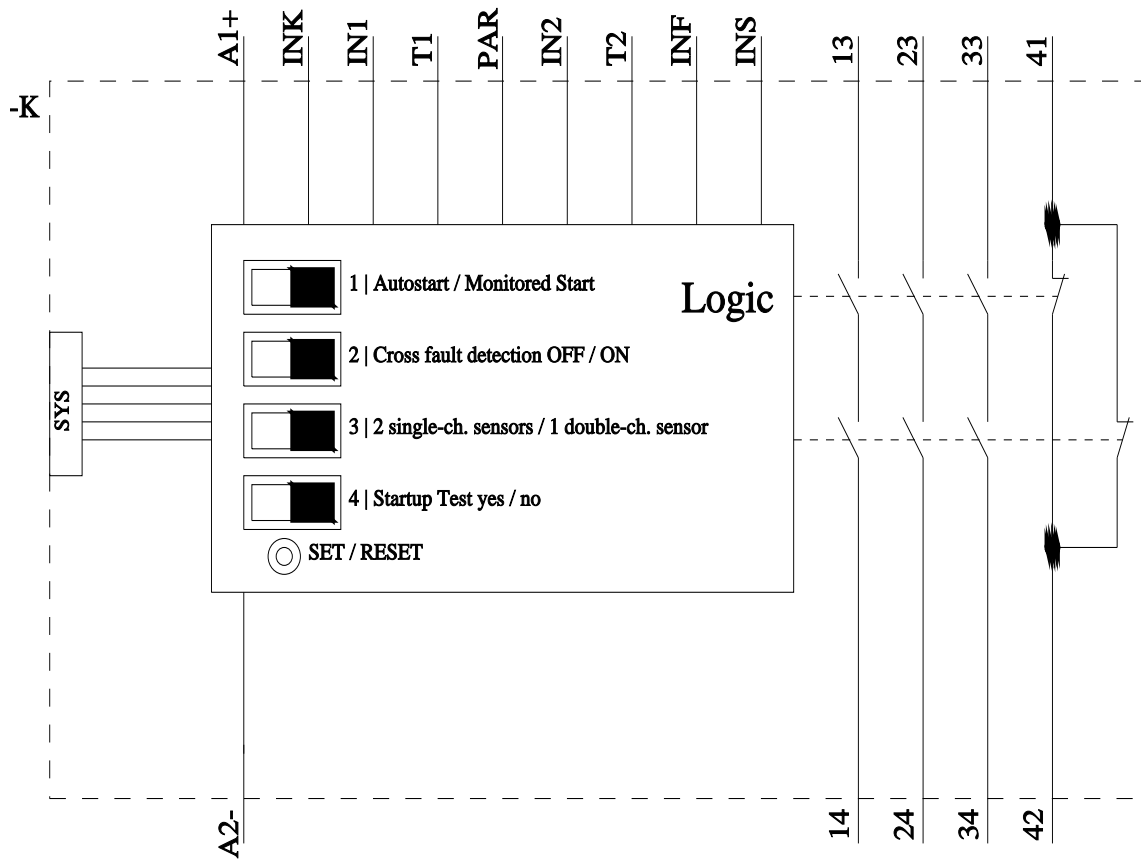 A1+
INK
IN1
T1
PAR
IN2
T2
INF
INS
13
23
33
41
-K
1 | Autostart / Monitored Start
Logic
2 | Cross fault detection OFF / ON
SYS
3 | 2 single-ch. sensors / 1 double-ch. sensor
4 | Startup Test yes / no
SET / RESET
A2-
14
24
34
42